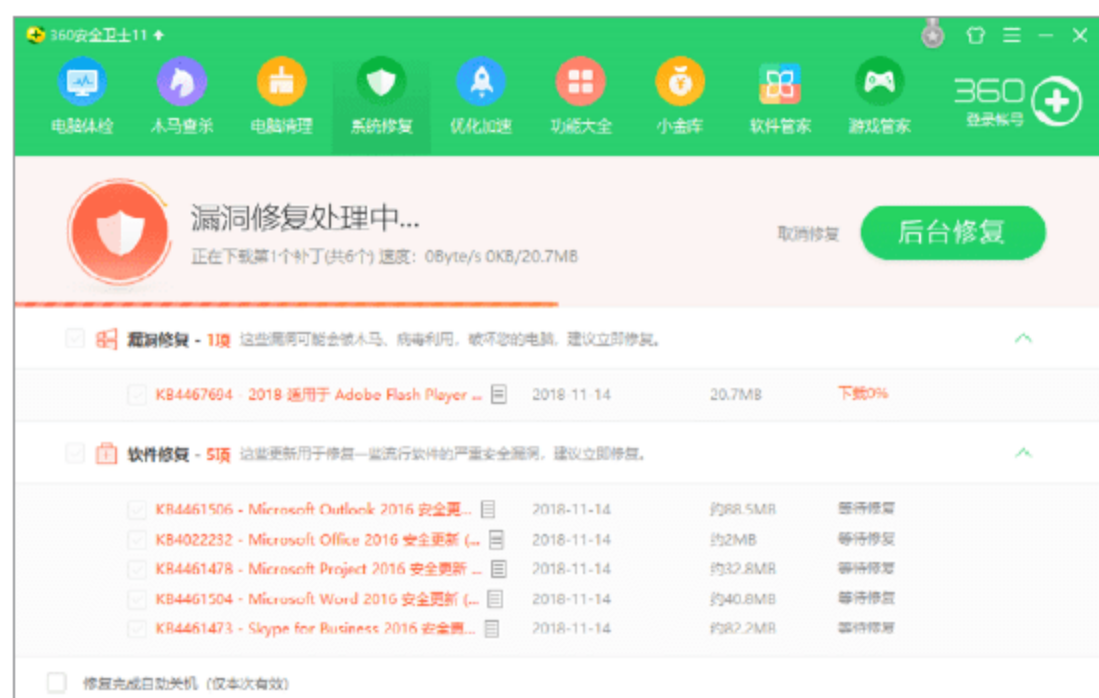 360安全卫士11
电脑体检 木马查杀 电脑清理 系统修复 优化加速 功能大全 小金库 软件管家 游戏管家
360
登录帐号
漏洞修复处理中...
正在下载第1个补丁(共6个) 速度：0Byte/s 0KB/20.7MB
取消修复 后台修复
漏洞修复 - 1项 这些漏洞可能会被木马、病毒利用，破坏您的电脑，建议立即修复。
KB4467694 - 2018 适用于 Adobe Flash Player ... 2018-11-14 20.7MB 下载0%
软件修复 - 5项 这些更新用于修复一些流行软件的严重安全漏洞，建议立即修复。
KB4461506 - Microsoft Outlook 2016 安全更... 2018-11-14 约88.5MB 等待修复
KB4022232 - Microsoft Office 2016 安全更新 (... 2018-11-14 约2MB 等待修复
KB4461478 - Microsoft Project 2016 安全更新 ... 2018-11-14 约32.8MB 等待修复
KB4461504 - Microsoft Word 2016 安全更新 (... 2018-11-14 约40.8MB 等待修复
KB4461473 - Skype for Business 2016 安全更... 2018-11-14 约82.2MB 等待修复
修复完成自动关机（仅本次有效）